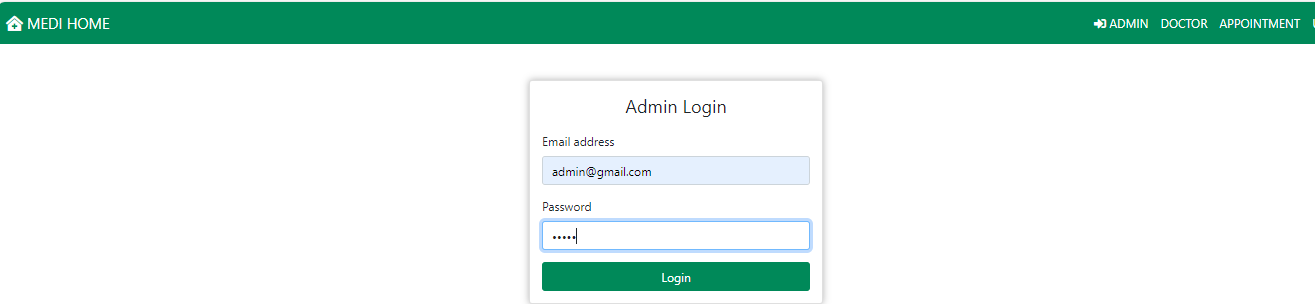 MEDI HOME
ADMIN DOCTOR APPOINTMENT
Admin Login
Email address
admin@gmail.com
Password
•••••
Login